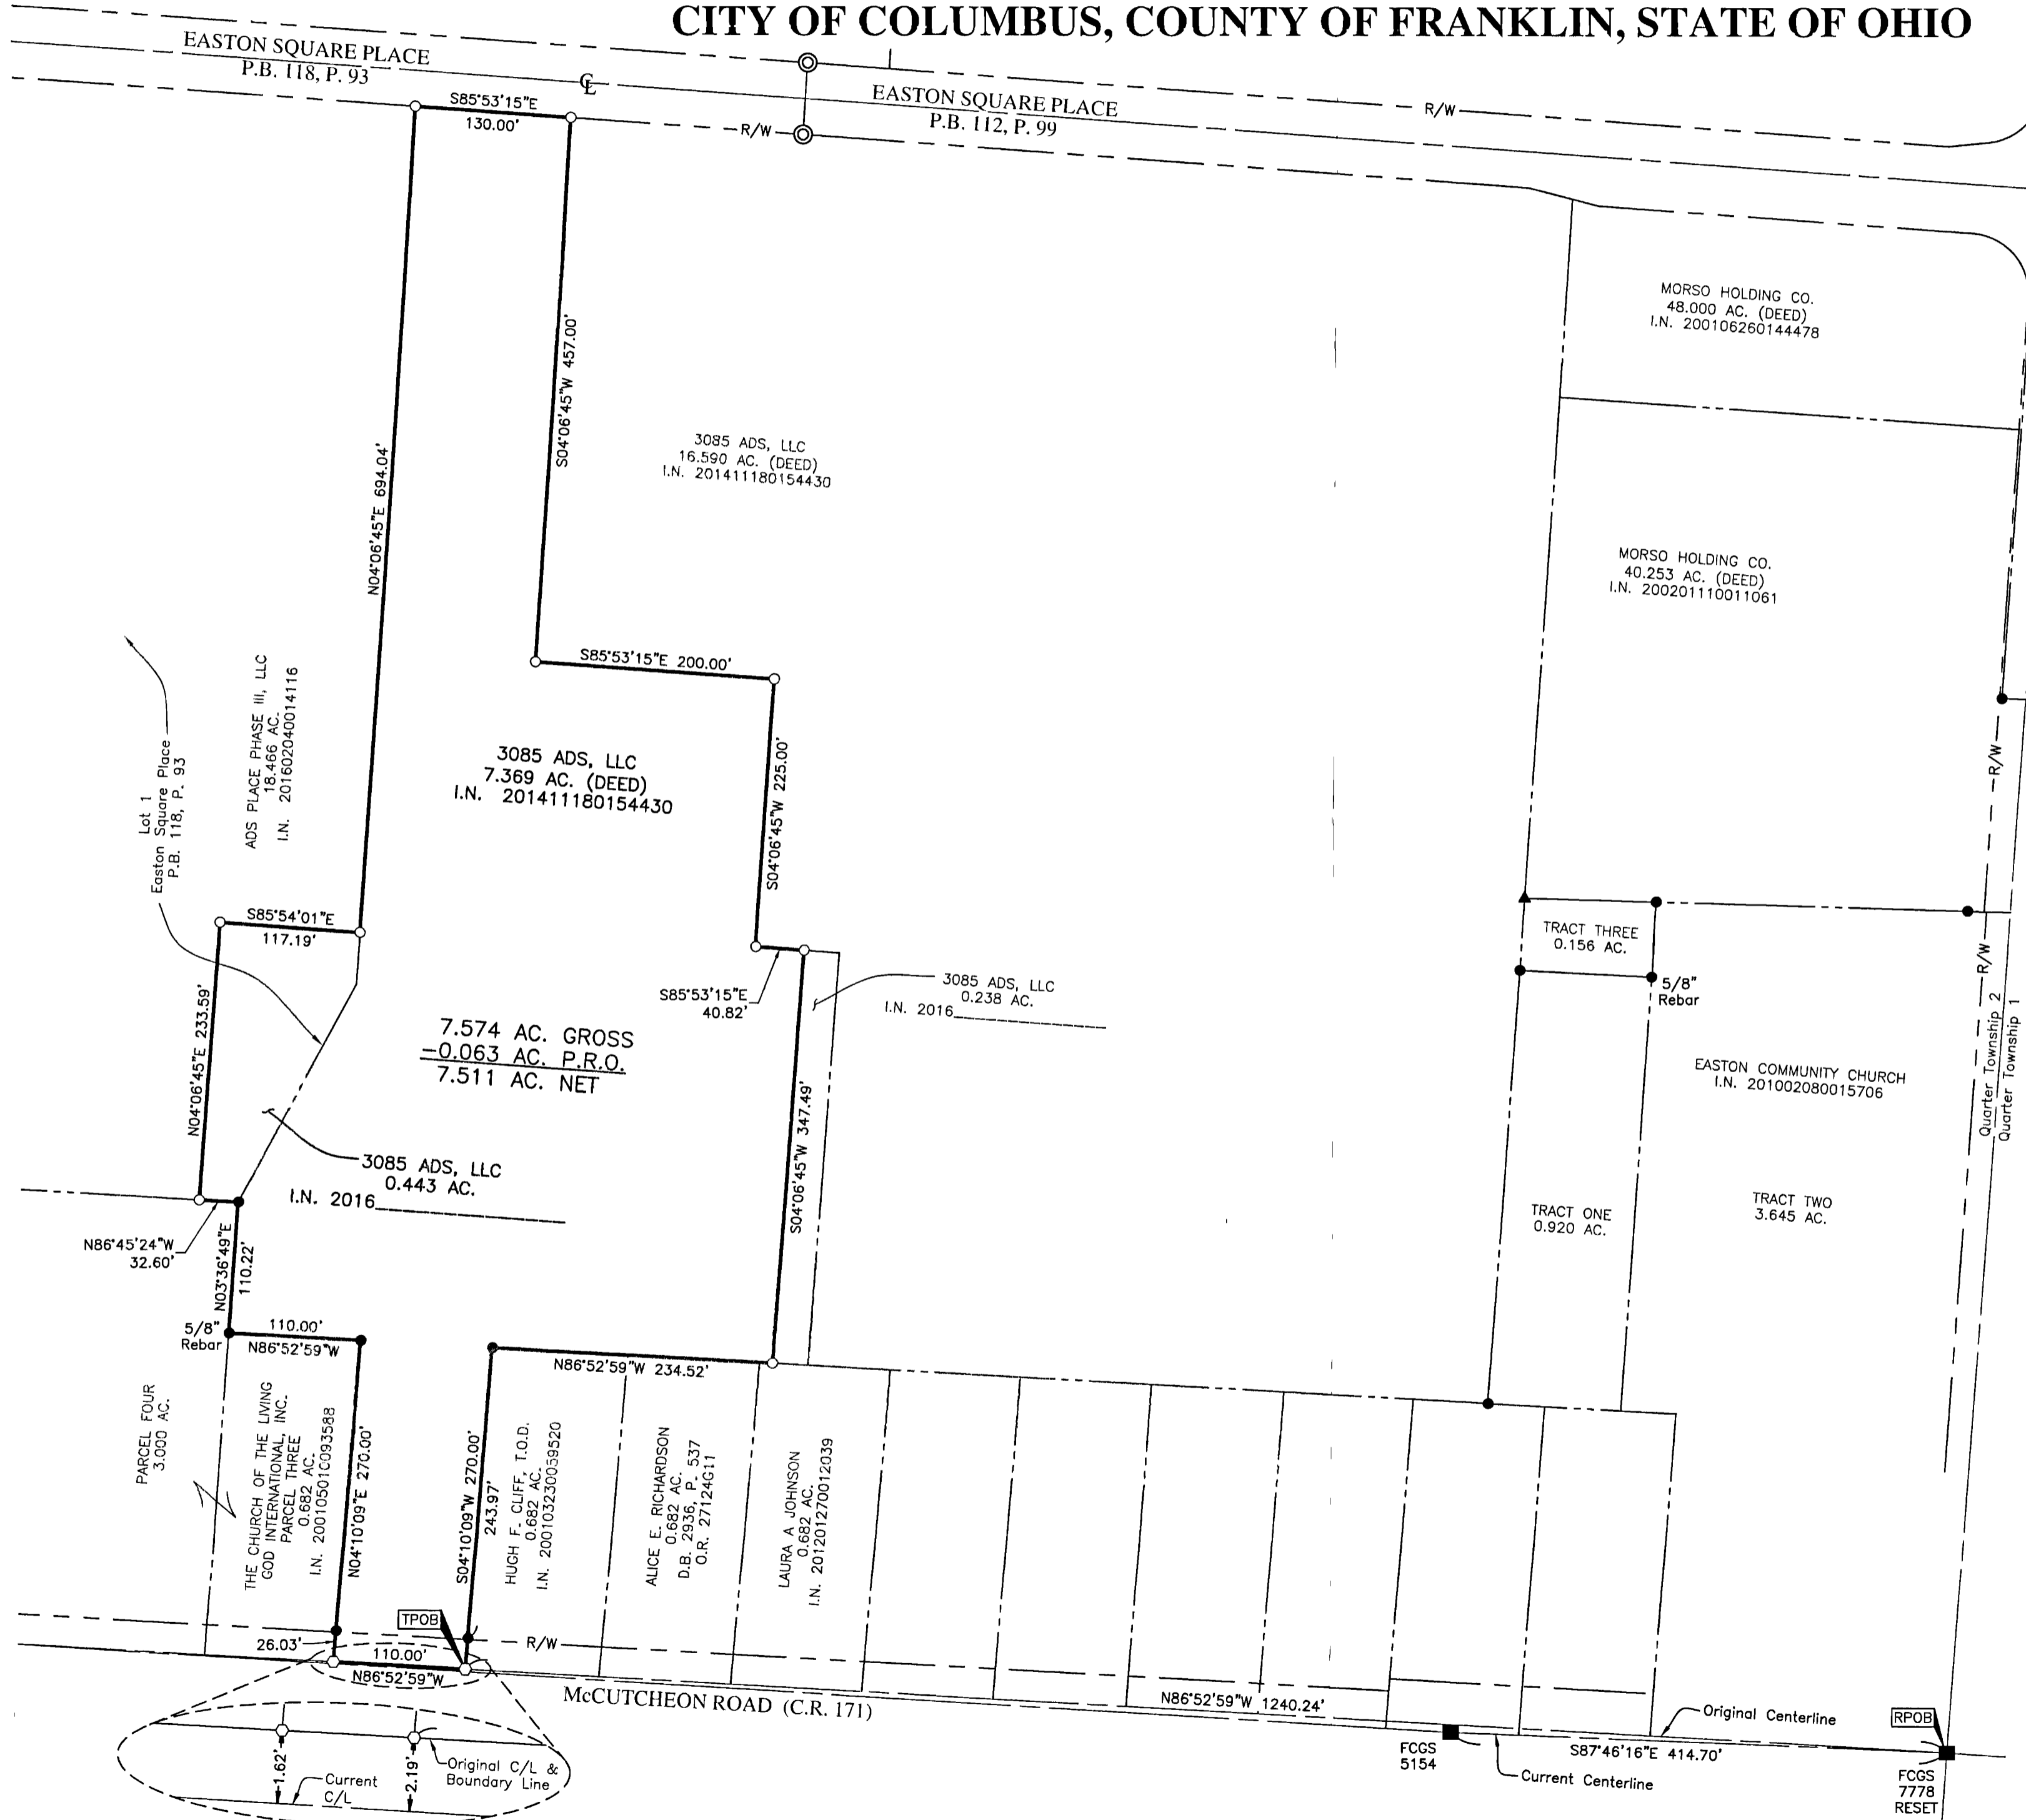 CITY OF COLUMBUS, COUNTY OF FRANKLIN, STATE OF OHIO
EASTON SQUARE PLACE
P.B. 118, P. 93
℄
EASTON SQUARE PLACE
P.B. 112, P. 99
R/W
R/W
S85°53'15"E
130.00'
N04°06'45"E 694.04'
S04°06'45"W 457.00'
3085 ADS, LLC
16.590 AC. (DEED)
I.N. 201411180154430
MORSO HOLDING CO.
48.000 AC. (DEED)
I.N. 200106260144478
MORSO HOLDING CO.
40.253 AC. (DEED)
I.N. 200201110011061
S85°53'15"E 200.00'
Lot 1
Easton Square Place
P.B. 118, P. 93
ADS PLACE PHASE III, LLC
18.466 AC.
I.N. 201602040014116
3085 ADS, LLC
7.369 AC. (DEED)
I.N. 201411180154430
S04°06'45"W 225.00'
R/W
S85°54'01"E
117.19'
TRACT THREE
0.156 AC.
5/8"
Rebar
R/W
Quarter Township 2
Quarter Township 1
S85°53'15"E
40.82'
3085 ADS, LLC
0.238 AC.
I.N. 2016
N04°06'45"E 233.59'
7.574 AC. GROSS
-0.063 AC. P.R.O.
7.511 AC. NET
S04°06'45"W 347.49'
EASTON COMMUNITY CHURCH
I.N. 201002080015706
3085 ADS, LLC
0.443 AC.
I.N. 2016
TRACT ONE
0.920 AC.
TRACT TWO
3.645 AC.
N86°45'24"W
32.60'
N03°36'49"E
110.22'
5/8"
Rebar
110.00'
N86°52'59"W
N86°52'59"W 234.52'
PARCEL FOUR
3.000 AC.
THE CHURCH OF THE LIVING
GOD INTERNATIONAL, INC.
PARCEL THREE
0.682 AC.
N04°10'09"E 270.00'
S04°10'09"W 270.00'
243.97'
HUGH F. CLIFF, T.O.D.
0.682 AC.
I.N. 200103230059520
ALICE E. RICHARDSON
0.682 AC.
D.B. 2936, P. 537
O.R. 27124G11
LAURA A JOHNSON
0.682 AC.
I.N. 201201270012039
TPOB
R/W
26.03'
110.00'
N86°52'59"W
McCUTCHEON ROAD (C.R. 171)
N86°52'59"W 1240.24'
Original Centerline
RPOB
FCGS
5154
S87°46'16"E 414.70'
Current Centerline
FCGS
7778
RESET
1.62'
Current
C/L
2.19'
Original C/L &
Boundary Line